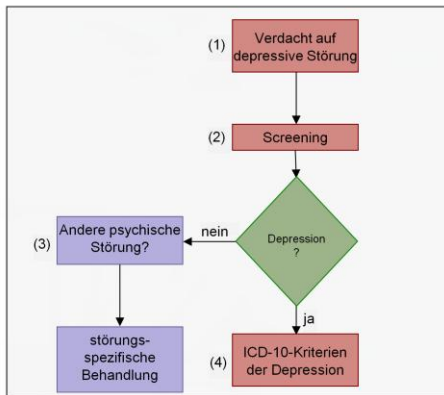 (1)
Verdacht auf
depressive Störung
(2)
Screening
Depression
?
nein
(3)
Andere psychische
Störung?
störungs-
spezifische
Behandlung
ja
(4)
ICD-10-Kriterien
der Depression